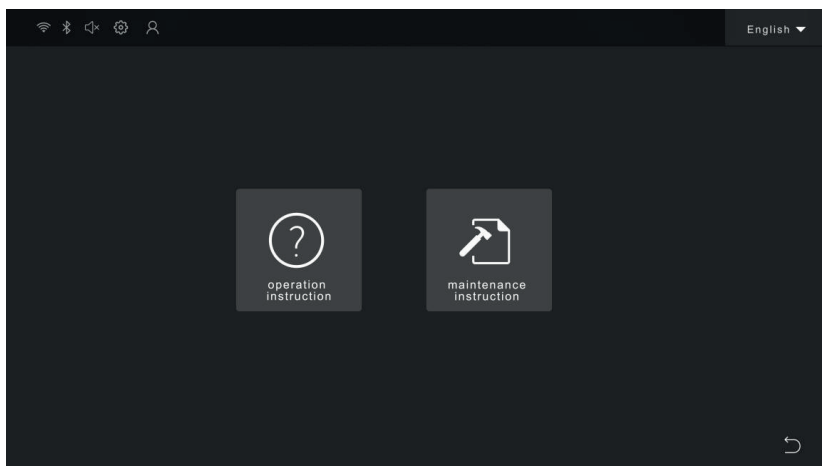 English
operation
instruction
maintenance
instruction